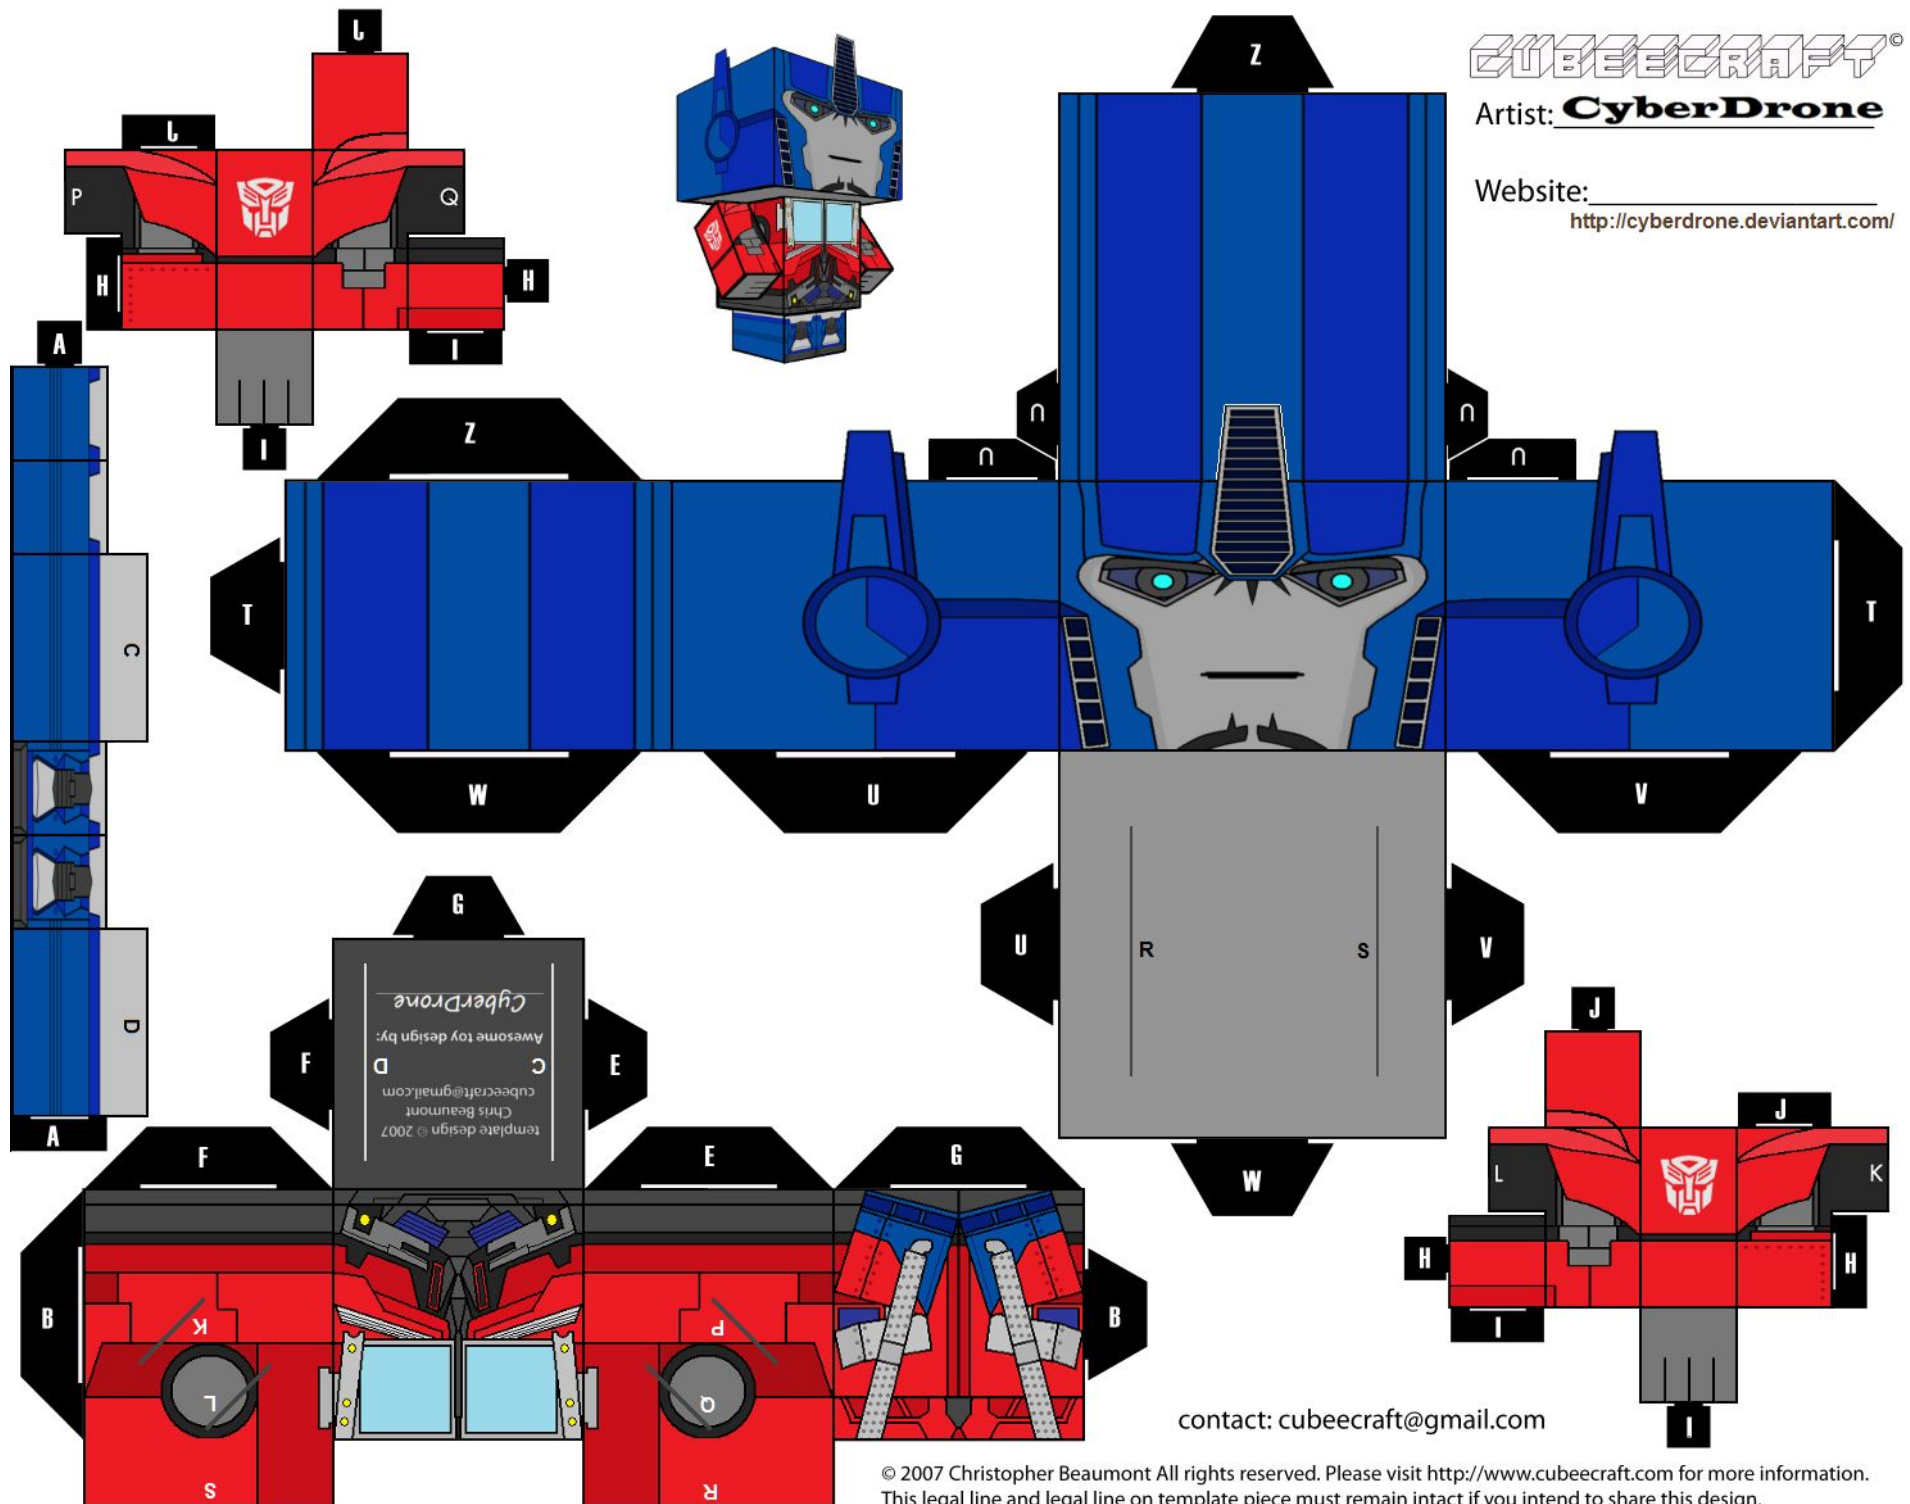 CUBEECRAFT©
Artist: CyberDrone
Website:
http://cyberdrone.deviantart.com/
J
J
P
Q
H
H
I
I
A
Z
Z
U
U
U
U
T
T
C
W
U
V
D
A
R
S
U
V
W
G
F
E
CyberDrone
Awesome toy design by:
D
C
cubeecraft@gmail.com
Chris Beaumont
template design © 2007
F
E
G
B
B
K
P
L
Q
S
R
J
J
L
K
H
H
I
I
contact: cubeecraft@gmail.com
© 2007 Christopher Beaumont All rights reserved. Please visit http://www.cubeecraft.com for more information.
This legal line and legal line on template piece must remain intact if you intend to share this design.